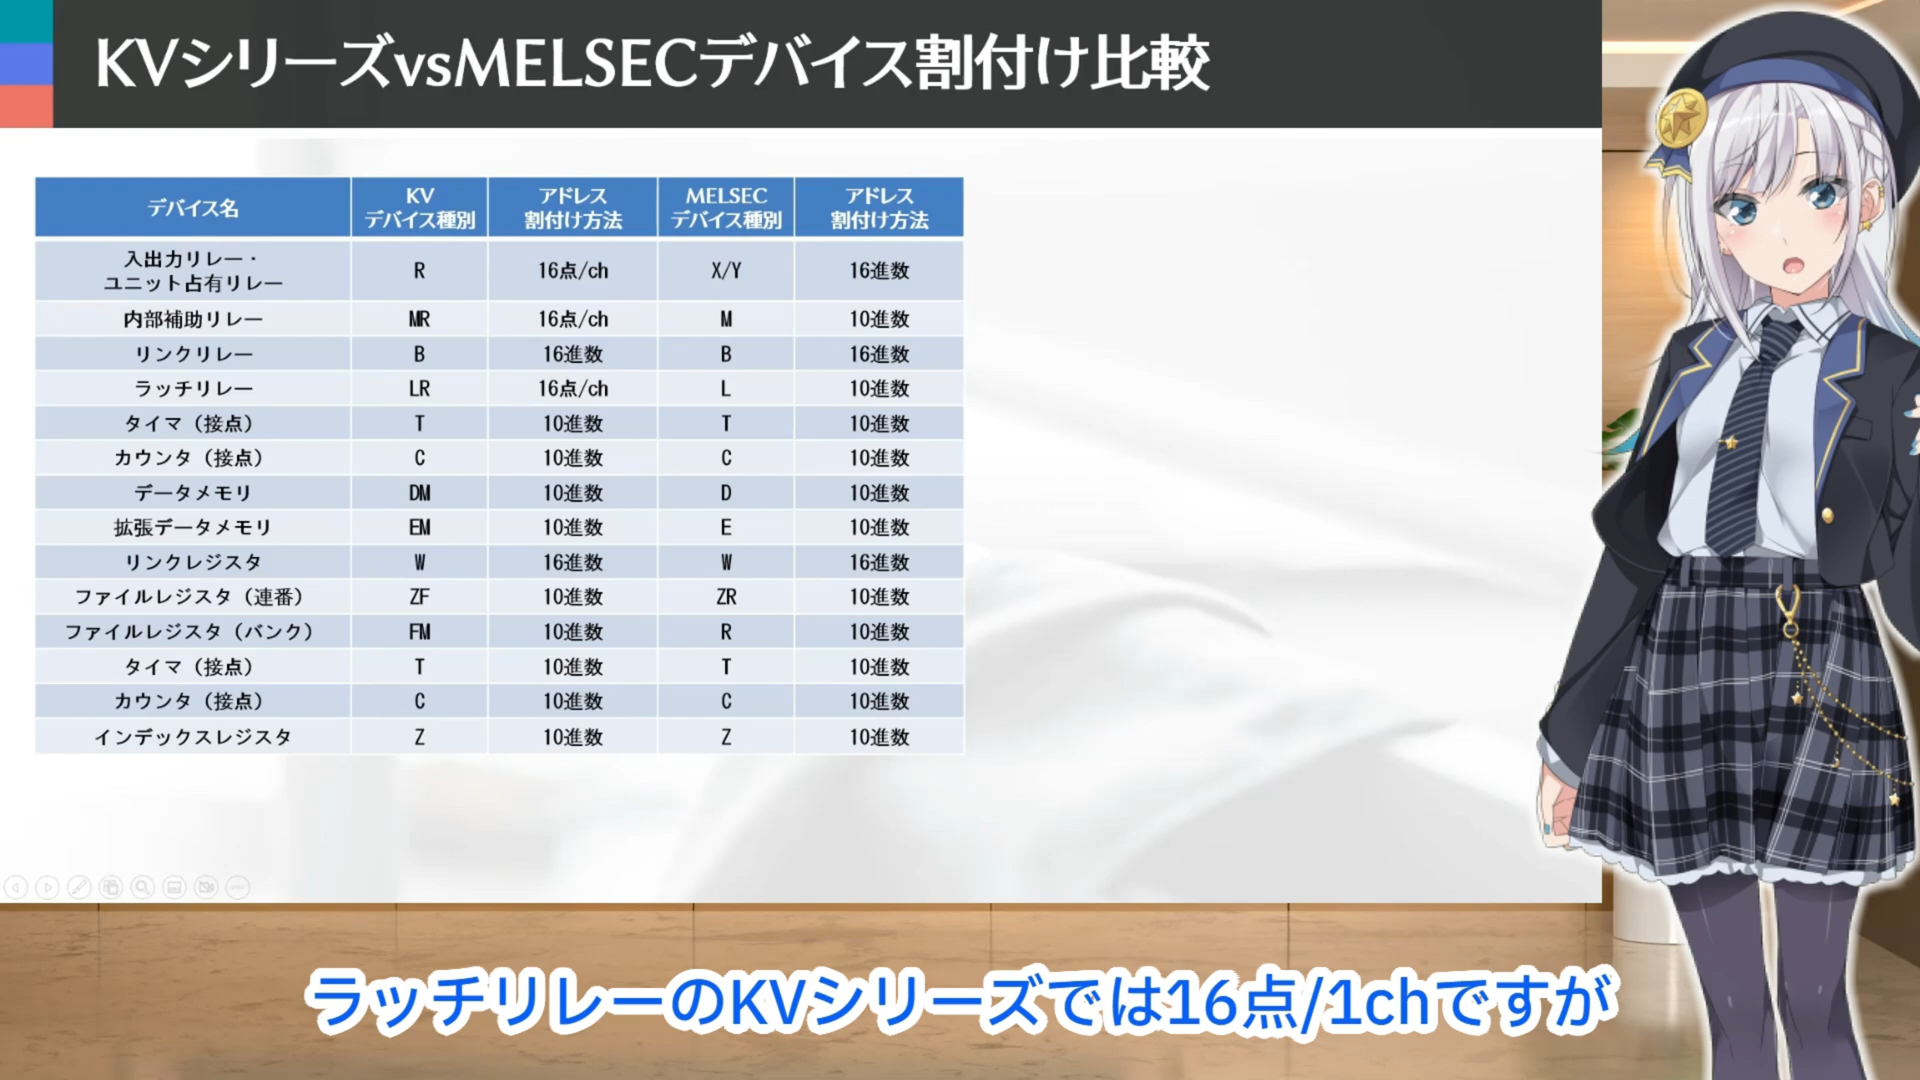 KVシリーズvsMELSECデバイス割付け比較
デバイス名 KV デバイス種別 アドレス 割付け方法 MELSEC デバイス種別 アドレス 割付け方法
入出力リレー・ ユニット占有リレー R 16点/ch X/Y 16進数
内部補助リレー MR 16点/ch M 10進数
リンクリレー B 16進数 B 16進数
ラッチリレー LR 16点/ch L 10進数
タイマ（接点） T 10進数 T 10進数
カウンタ（接点） C 10進数 C 10進数
データメモリ DM 10進数 D 10進数
拡張データメモリ EM 10進数 E 10進数
リンクレジスタ W 16進数 W 16進数
ファイルレジスタ（連番） ZF 10進数 ZR 10進数
ファイルレジスタ（バンク） FM 10進数 R 10進数
タイマ（接点） T 10進数 T 10進数
カウンタ（接点） C 10進数 C 10進数
インデックスレジスタ Z 10進数 Z 10進数
ラッチリレーのKVシリーズでは16点/1chですが